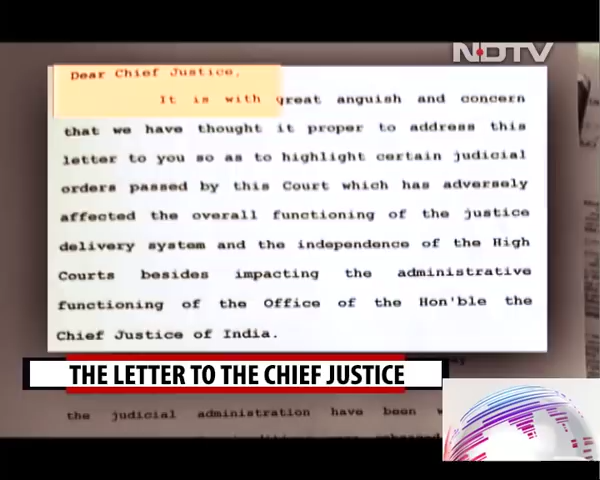 NDTV
Dear Chief Justice,
It is with great anguish and concern
that we have thought it proper to address this
letter to you so as to highlight certain judicial
orders passed by this Court which has adversely
affected the overall functioning of the justice
delivery system and the independence of the High
Courts besides impacting the administrative
functioning of the Office of the Hon'ble the
Chief Justice of India.
THE LETTER TO THE CHIEF JUSTICE
the judicial administration have been